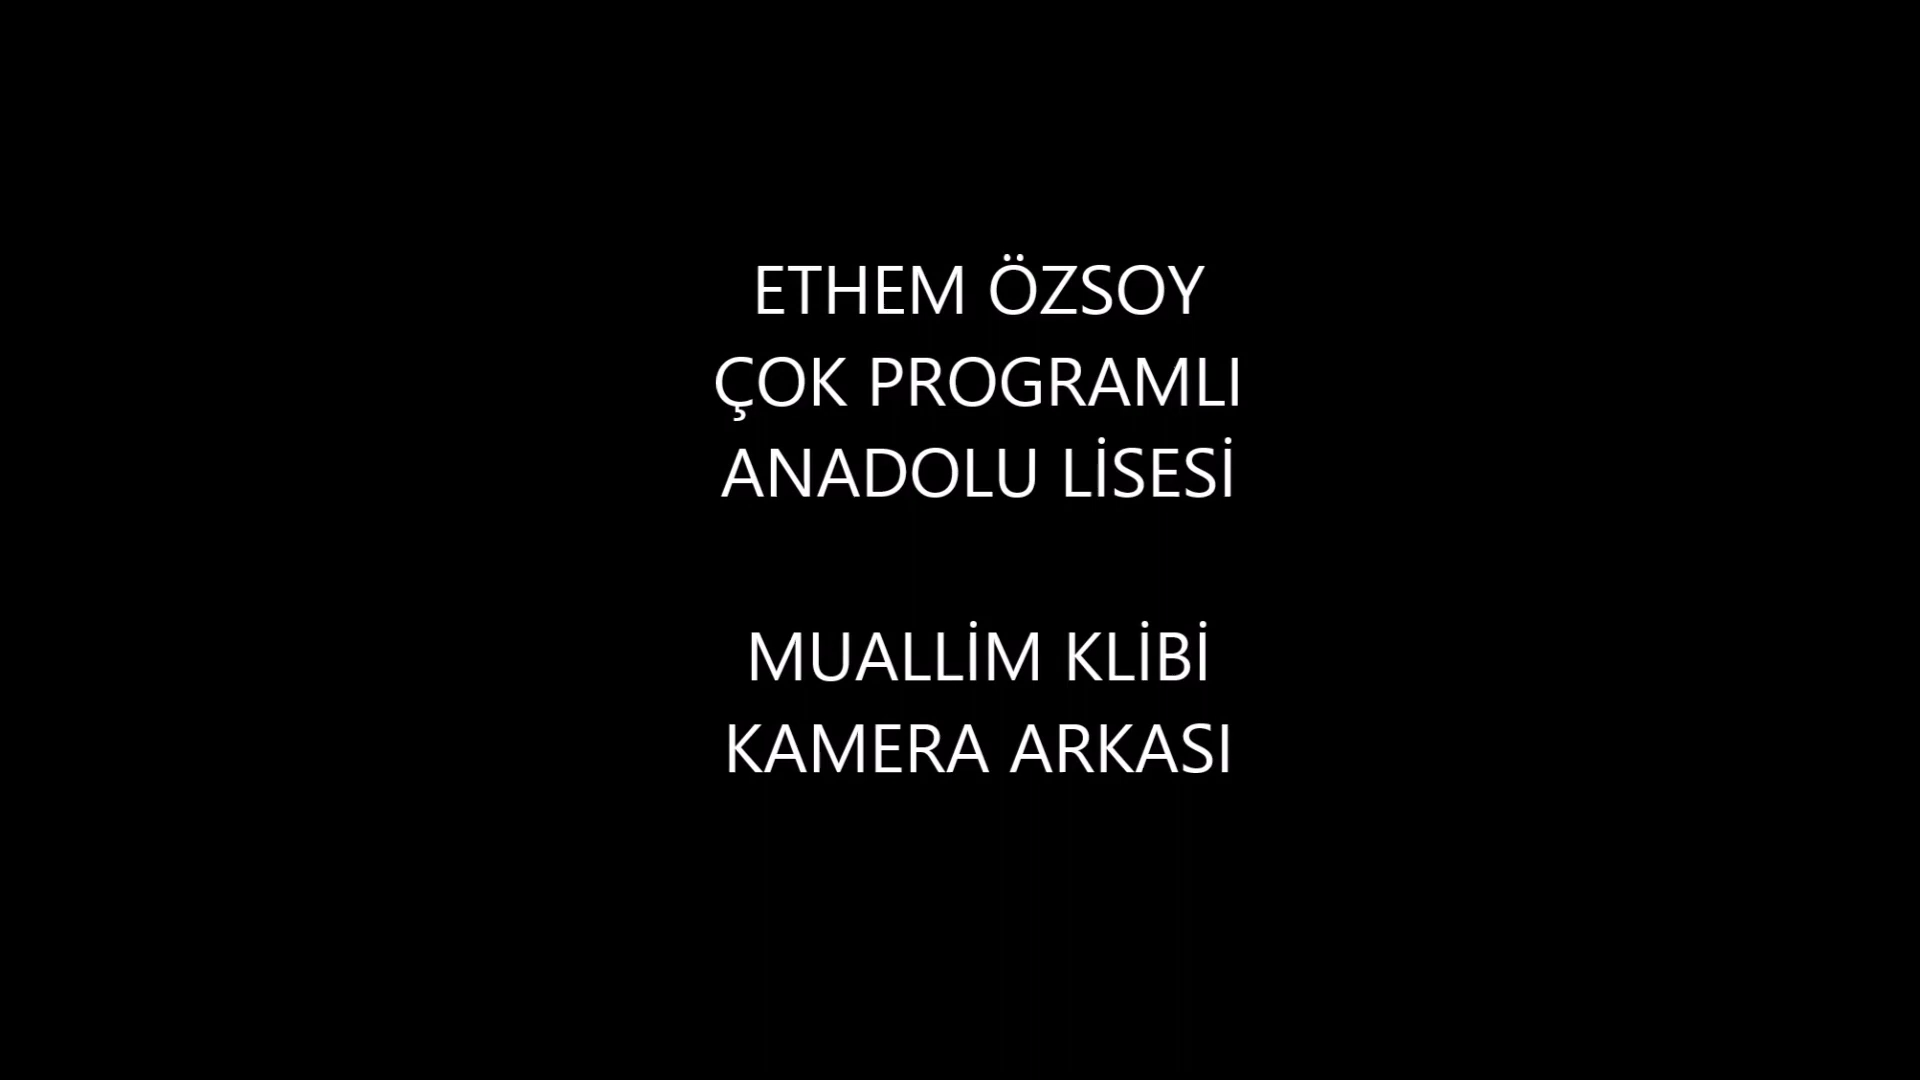 ETHEM ÖZSOY
ÇOK PROGRAMLI
ANADOLU LİSESİ
MUALLİM KLİBİ
KAMERA ARKASI